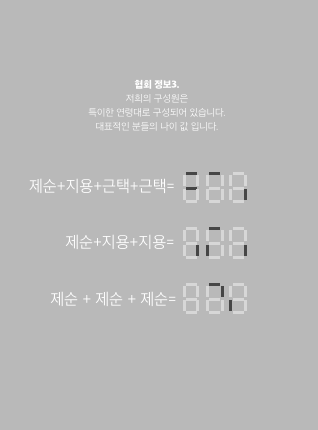 협회 정보3.
저희의 구성원은
특이한 연령대로 구성되어 있습니다.
대표적인 분들의 나이 값 입니다.
제순+지용+근택+근택=
제순+지용+지용=
제순 + 제순 + 제순=